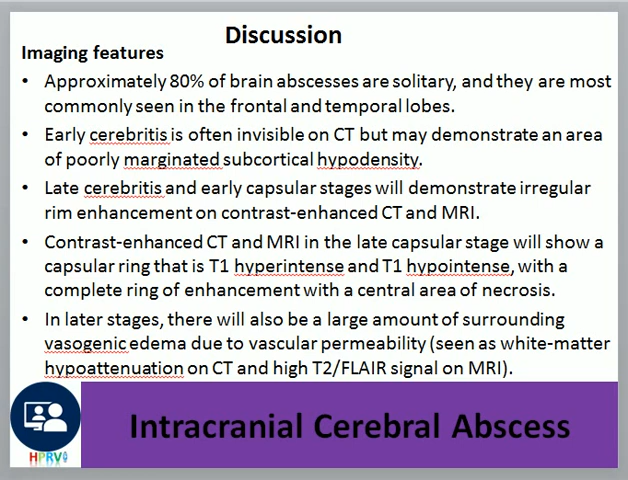 Discussion
Imaging features
• Approximately 80% of brain abscesses are solitary, and they are most
commonly seen in the frontal and temporal lobes.
• Early cerebritis is often invisible on CT but may demonstrate an area
of poorly marginated subcortical hypodensity.
• Late cerebritis and early capsular stages will demonstrate irregular
rim enhancement on contrast-enhanced CT and MRI.
• Contrast-enhanced CT and MRI in the late capsular stage will show a
capsular ring that is T1 hyperintense and T1 hypointense, with a
complete ring of enhancement with a central area of necrosis.
• In later stages, there will also be a large amount of surrounding
vasogenic edema due to vascular permeability (seen as white-matter
hypoattenuation on CT and high T2/FLAIR signal on MRI).
Intracranial Cerebral Abscess
HPRV